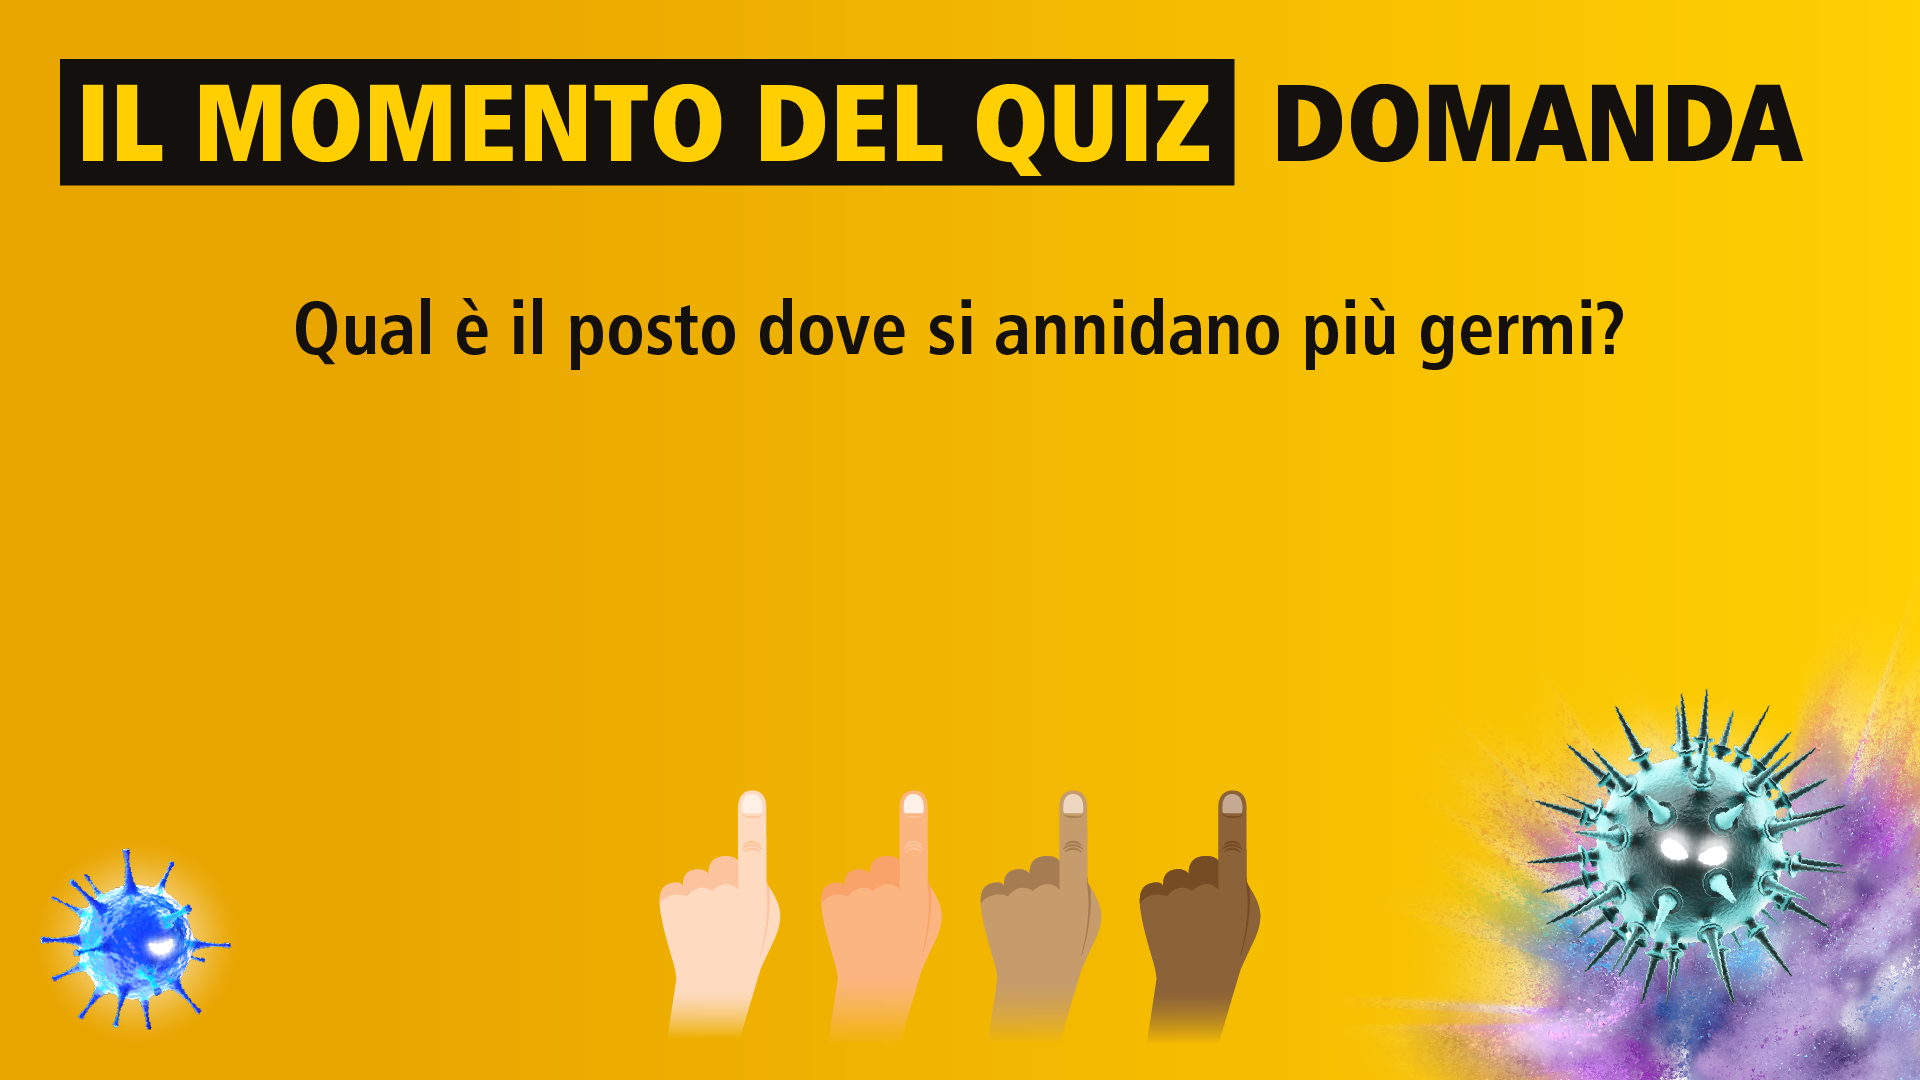 IL MOMENTO DEL QUIZ DOMANDA
Qual è il posto dove si annidano più germi?